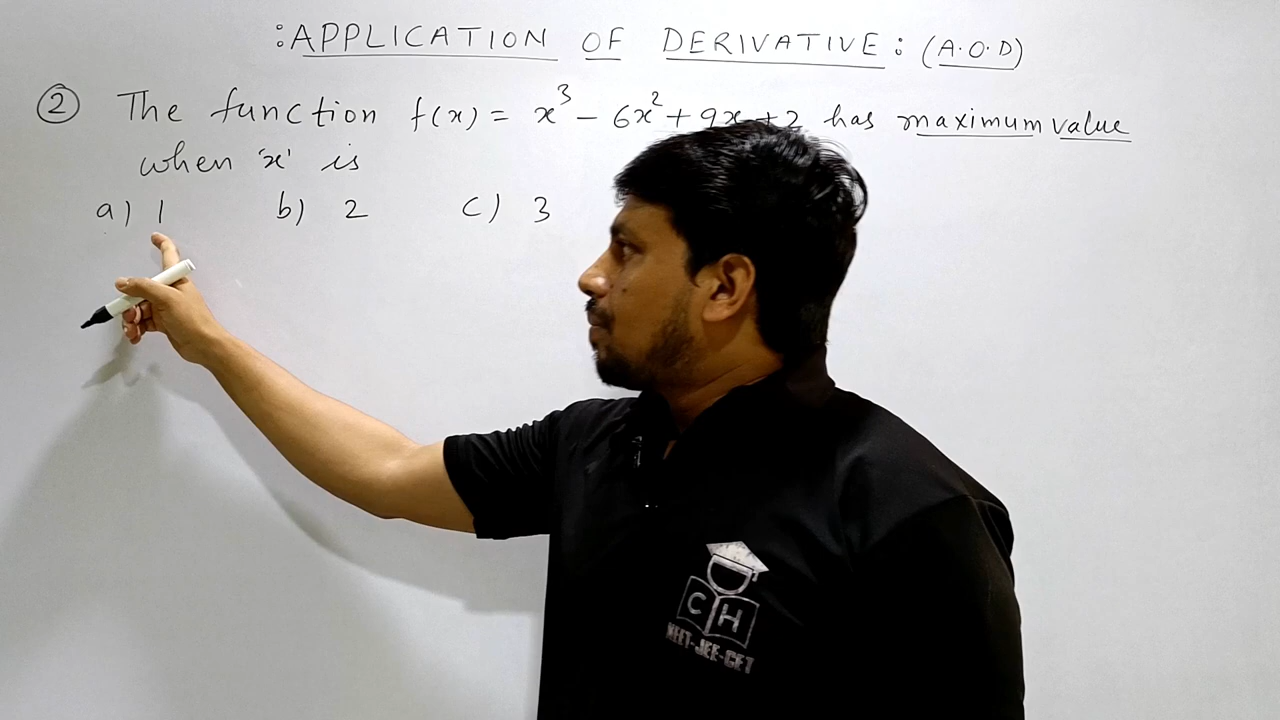 :APPLICATION OF DERIVATIVE: (A.O.D)
② The function f(x) = x³ - 6x² + 9x + 2 has maximum value
when 'x' is
a) 1 b) 2 c) 3
CH
NEET-JEE-CET